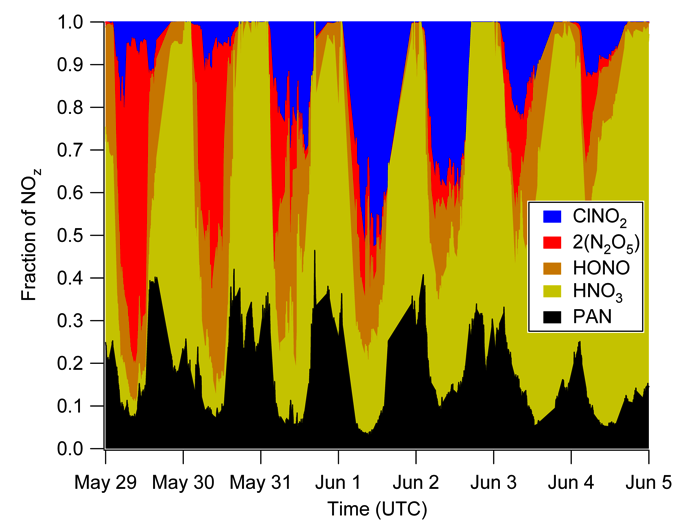 1.0
0.9
0.8
0.7
0.6
0.5
0.4
0.3
0.2
0.1
0.0
Fraction of NOz
ClNO2
2(N2O5)
HONO
HNO3
PAN
May 29 May 30 May 31 Jun 1 Jun 2 Jun 3 Jun 4 Jun 5
Time (UTC)